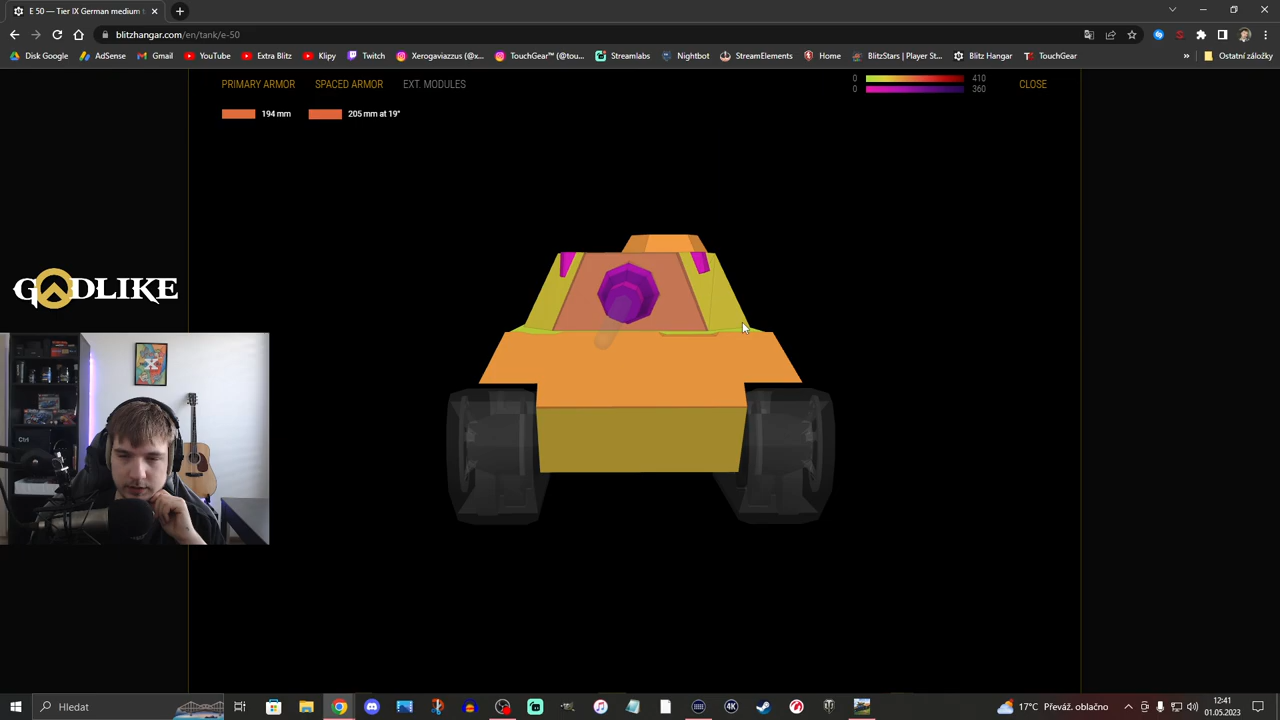 E 50 — Tier IX German medium t
blitzhangar.com/en/tank/e-50
Disk Google
AdSense
Gmail
YouTube
Extra Blitz
Klipy
Twitch
Xerogaviazzus (@x...
TouchGear™ (@tou...
Streamlabs
Nightbot
StreamElements
Home
BlitzStars | Player St...
Blitz Hangar
TouchGear
»
Ostatní záložky
PRIMARY ARMOR
SPACED ARMOR
EXT. MODULES
0
410
0
360
CLOSE
194 mm
205 mm at 19°
GODLIKE
Ctrl
Hledat
4K
17°C Převáž. oblačno
12:41
01.05.2023